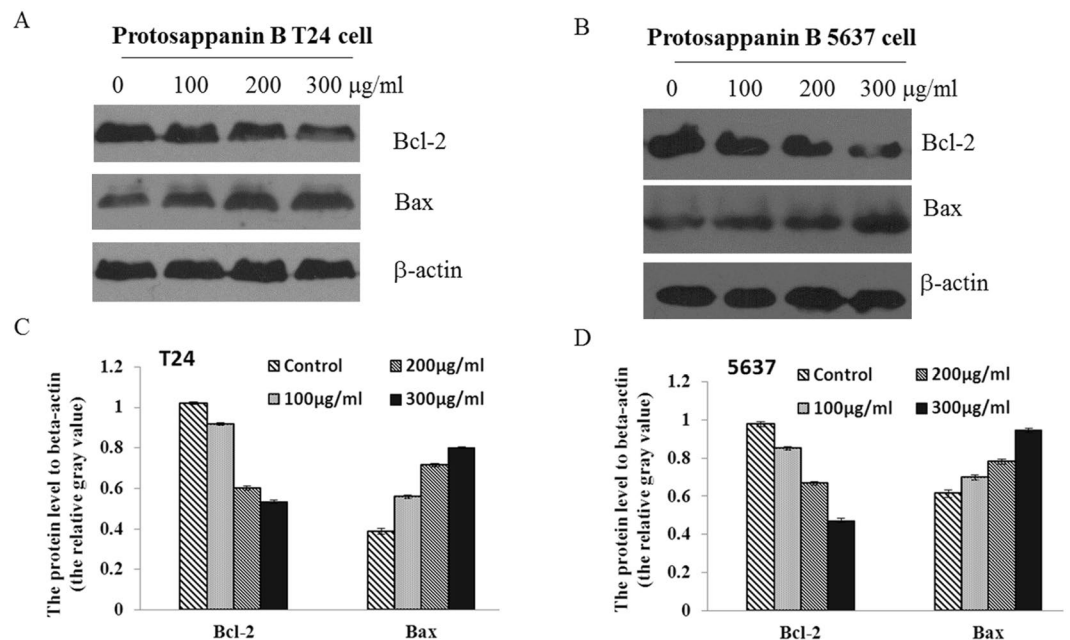 A
Protosappanin B T24 cell
0 100 200 300 μg/ml
Bcl-2
Bax
β-actin
B
Protosappanin B 5637 cell
0 100 200 300 μg/ml
Bcl-2
Bax
β-actin
C
T24
Control
200μg/ml
100μg/ml
300μg/ml
The protein level to beta-actin
(the relative gray value)
1.2
1
0.8
0.6
0.4
0.2
0
Bcl-2 Bax
D
5637
Control
200μg/ml
100μg/ml
300μg/ml
The protein level to beta-actin
(the relative gray value)
1.2
1
0.8
0.6
0.4
0.2
0
Bcl-2 Bax